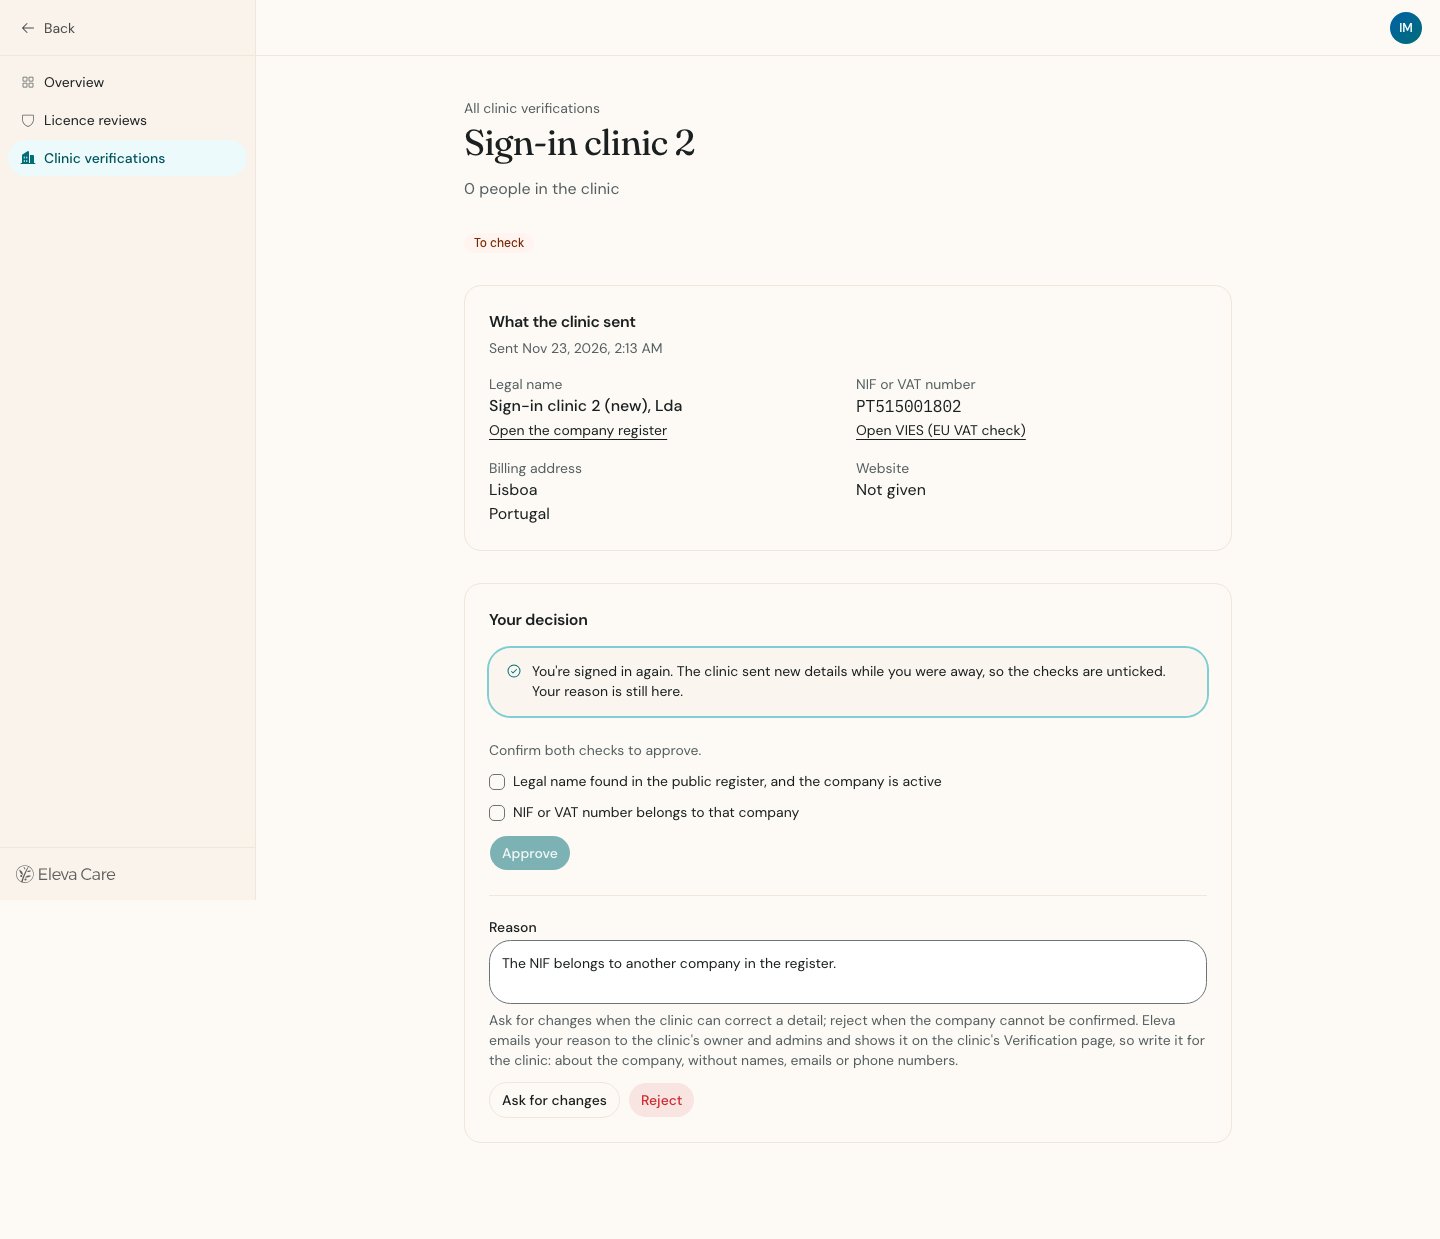 Back
IM
Overview
Licence reviews
Clinic verifications
All clinic verifications
Sign-in clinic 2
0 people in the clinic
To check
What the clinic sent
Sent Nov 23, 2026, 2:13 AM
Legal name
Sign-in clinic 2 (new), Lda
Open the company register
NIF or VAT number
PT515001802
Open VIES (EU VAT check)
Billing address
Lisboa
Portugal
Website
Not given
Your decision
You're signed in again. The clinic sent new details while you were away, so the checks are unticked.
Your reason is still here.
Confirm both checks to approve.
Legal name found in the public register, and the company is active
NIF or VAT number belongs to that company
Approve
Reason
The NIF belongs to another company in the register.
Ask for changes when the clinic can correct a detail; reject when the company cannot be confirmed. Eleva
emails your reason to the clinic's owner and admins and shows it on the clinic's Verification page, so write it for
the clinic: about the company, without names, emails or phone numbers.
Ask for changes
Reject
Eleva Care